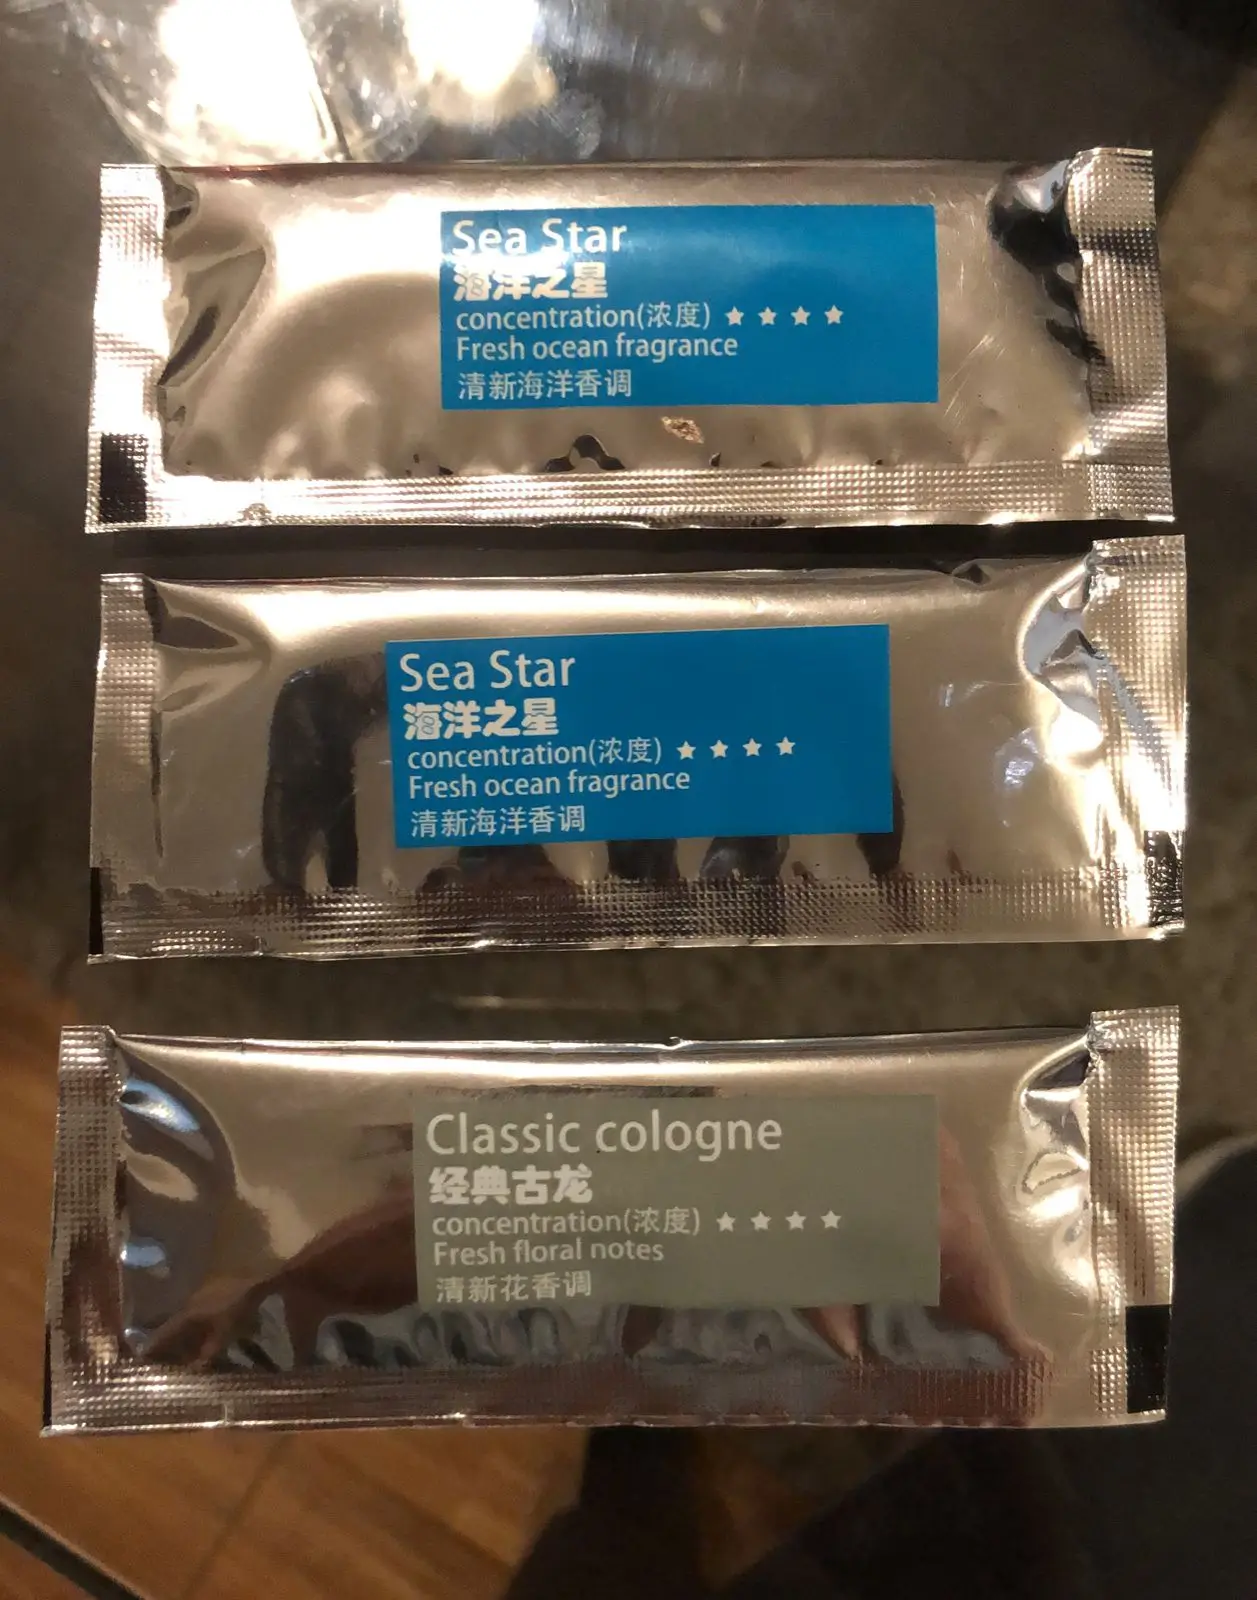 Sea Star
海洋之星
concentration(浓度) ★ ★ ★ ★
Fresh ocean fragrance
清新海洋香调
Sea Star
海洋之星
concentration(浓度) ★ ★ ★ ★
Fresh ocean fragrance
清新海洋香调
Classic cologne
经典古龙
concentration(浓度) ★ ★ ★ ★
Fresh floral notes
清新花香调